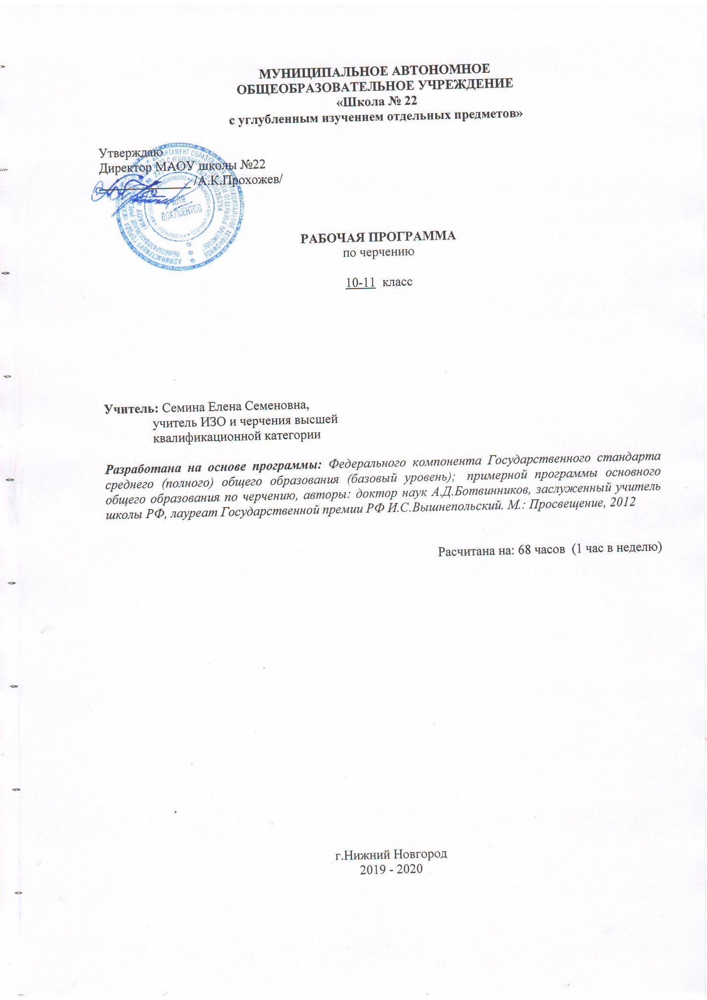 МУНИЦИПАЛЬНОЕ АВТОНОМНОЕ
ОБЩЕОБРАЗОВАТЕЛЬНОЕ УЧРЕЖДЕНИЕ
«Школа № 22
с углубленным изучением отдельных предметов»
Утверждаю
Директор МАОУ школы №22
/А.К.Прохожев/
ДЛЯ
ДОКУМЕНТОВ
РАБОЧАЯ ПРОГРАММА
по черчению
10-11 класс
Учитель: Семина Елена Семеновна,
учитель ИЗО и черчения высшей
квалификационной категории
Разработана на основе программы: Федерального компонента Государственного стандарта
среднего (полного) общего образования (базовый уровень); примерной программы основного
общего образования по черчению, авторы: доктор наук А.Д.Ботвинников, заслуженный учитель
школы РФ, лауреат Государственной премии РФ И.С.Вышнепольский. М.: Просвещение, 2012
Расчитана на: 68 часов (1 час в неделю)
г.Нижний Новгород
2019 - 2020